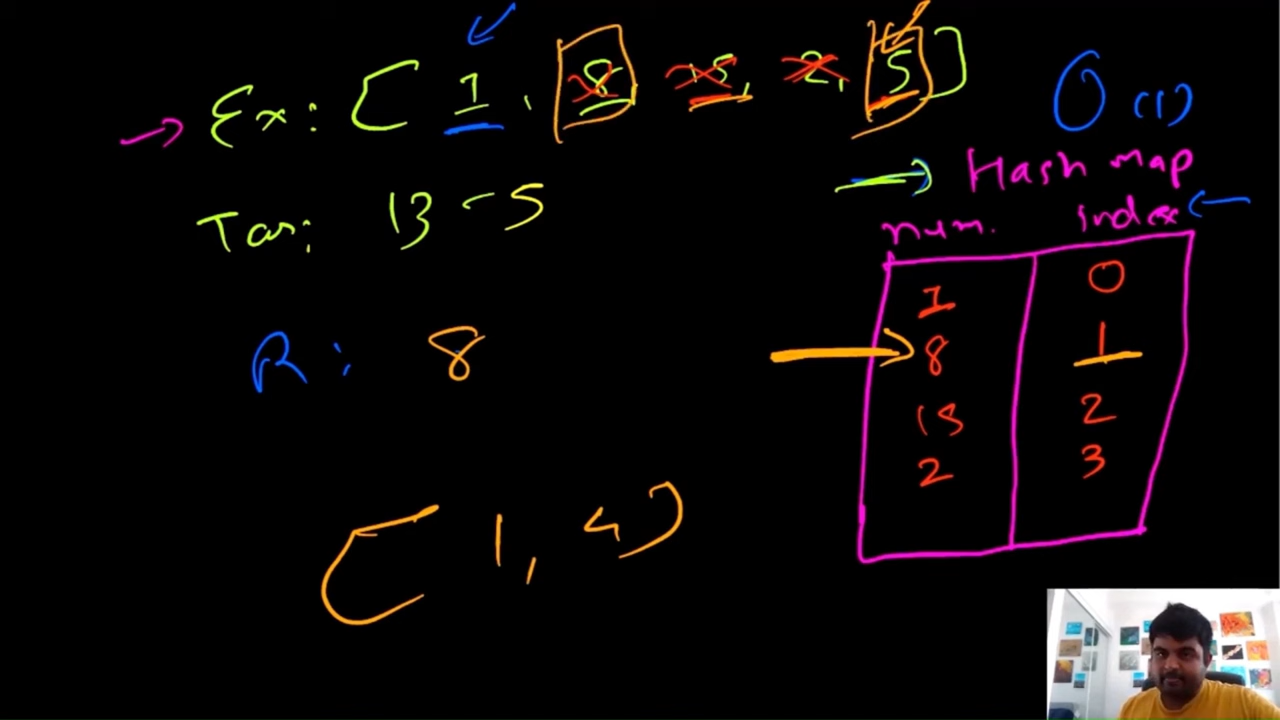 Ex: [ 1, 8, 15, 2, 5 ]
O(1)
Hash map
Tar: 13 - 5
num. index
1 0
8 1
15 2
2 3
R: 8
[ 1, 4 ]